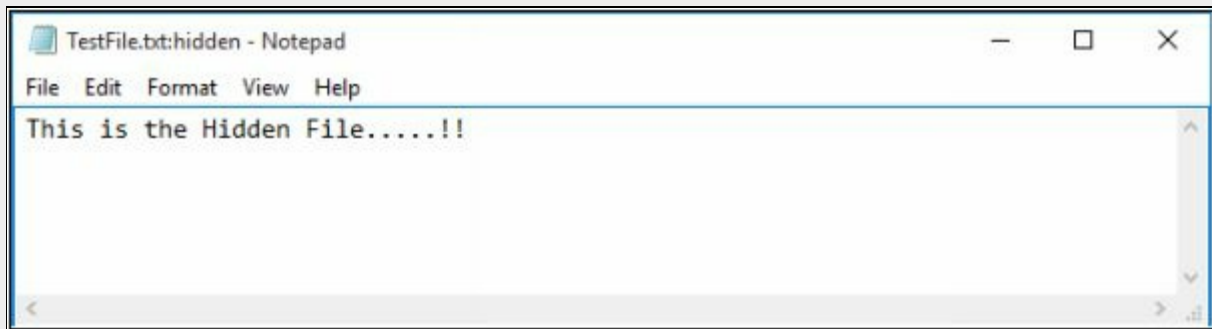 TestFile.txt:hidden - Notepad
File Edit Format View Help
This is the Hidden File.....!!